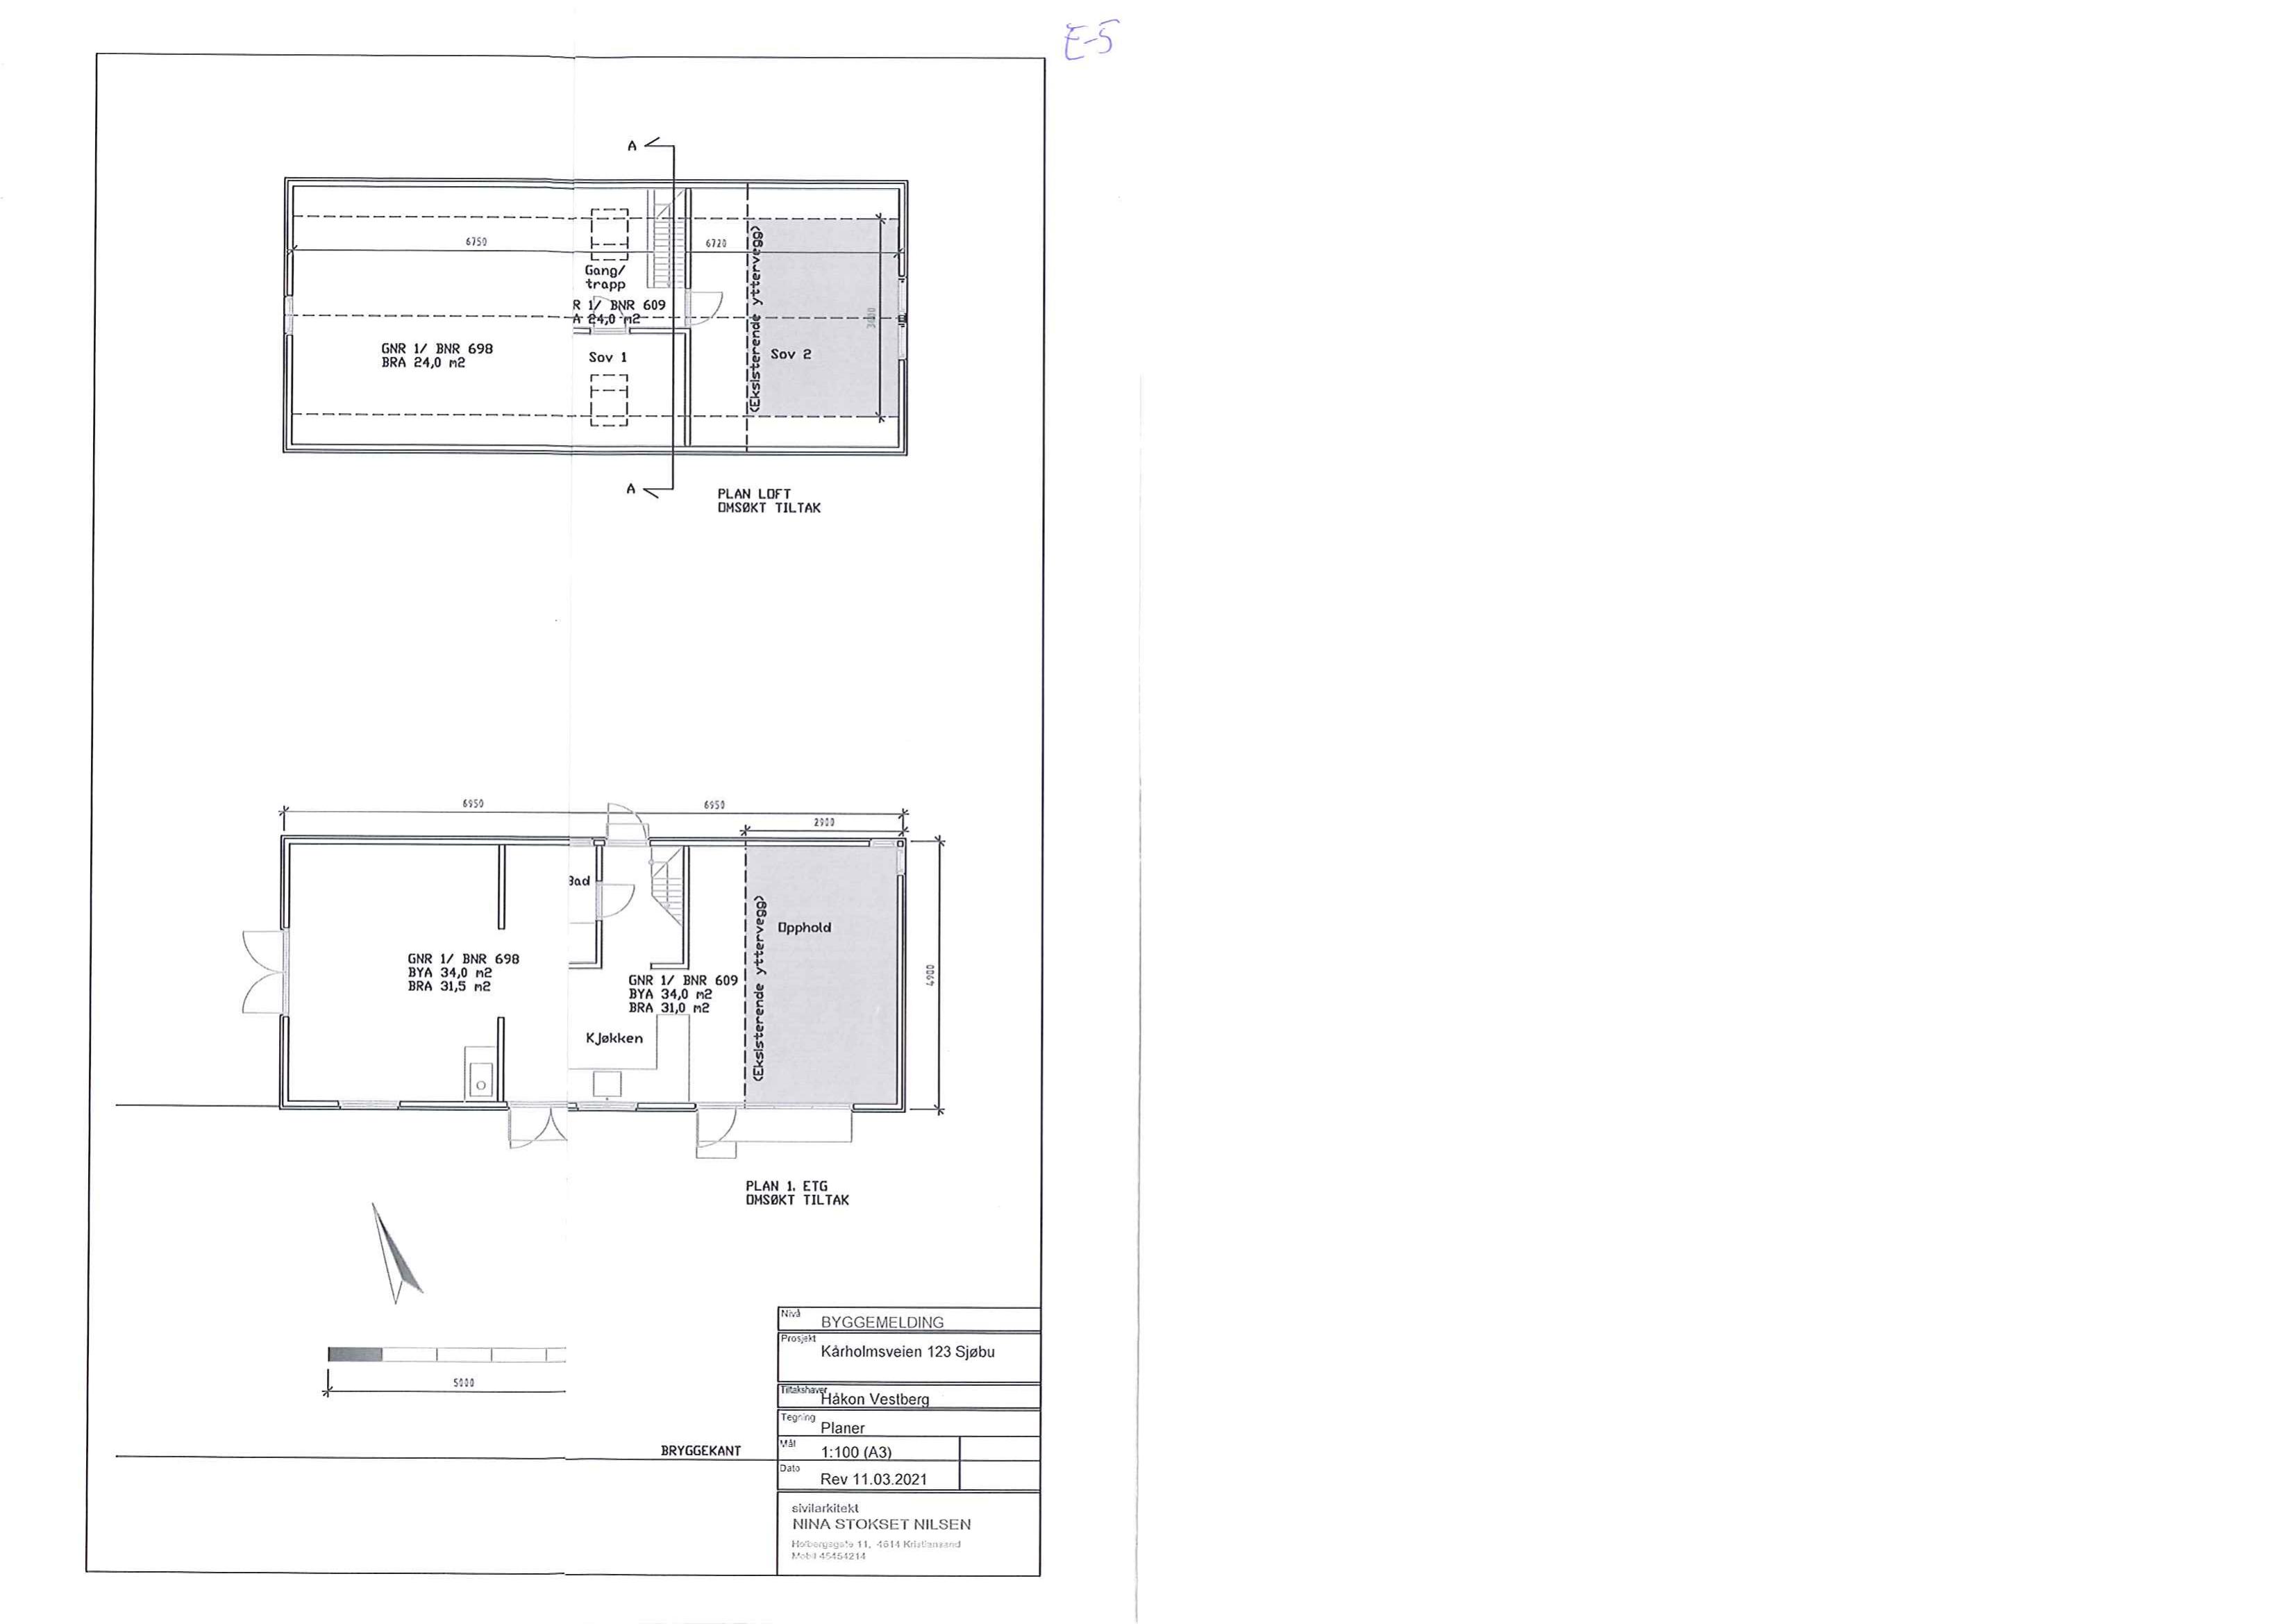 E-5
A
6750
6720
Gang/
trapp
R 1/ BNR 609
A 24,0 m2
GNR 1/ BNR 698
BRA 24,0 m2
Sov 1
(Eksisterende yttervegg)
Sov 2
A
PLAN LOFT
OMSØKT TILTAK
6950
6950
2900
Bad
Opphold
(Eksisterende yttervegg)
4900
GNR 1/ BNR 698
BYA 34,0 m2
BRA 31,5 m2
GNR 1/ BNR 609
BYA 34,0 m2
BRA 31,0 m2
Kjøkken
PLAN 1. ETG
OMSØKT TILTAK
5000
BRYGGEKANT
Nivå
BYGGEMELDING
Prosjekt
Kårholmsveien 123 Sjøbu
Tiltakshaver
Håkon Vestberg
Tegning
Planer
Mål
1:100 (A3)
Dato
Rev 11.03.2021
sivilarkitekt
NINA STOKSET NILSEN
Holbergsgate 11, 4614 Kristiansand
Mobil 45454214